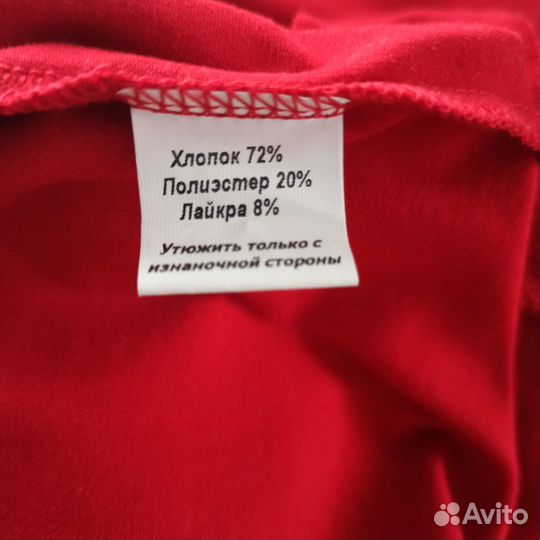 Хлопок 72%
Полиэстер 20%
Лайкра 8%
Утюжить только с
изнаночной стороны
Avito